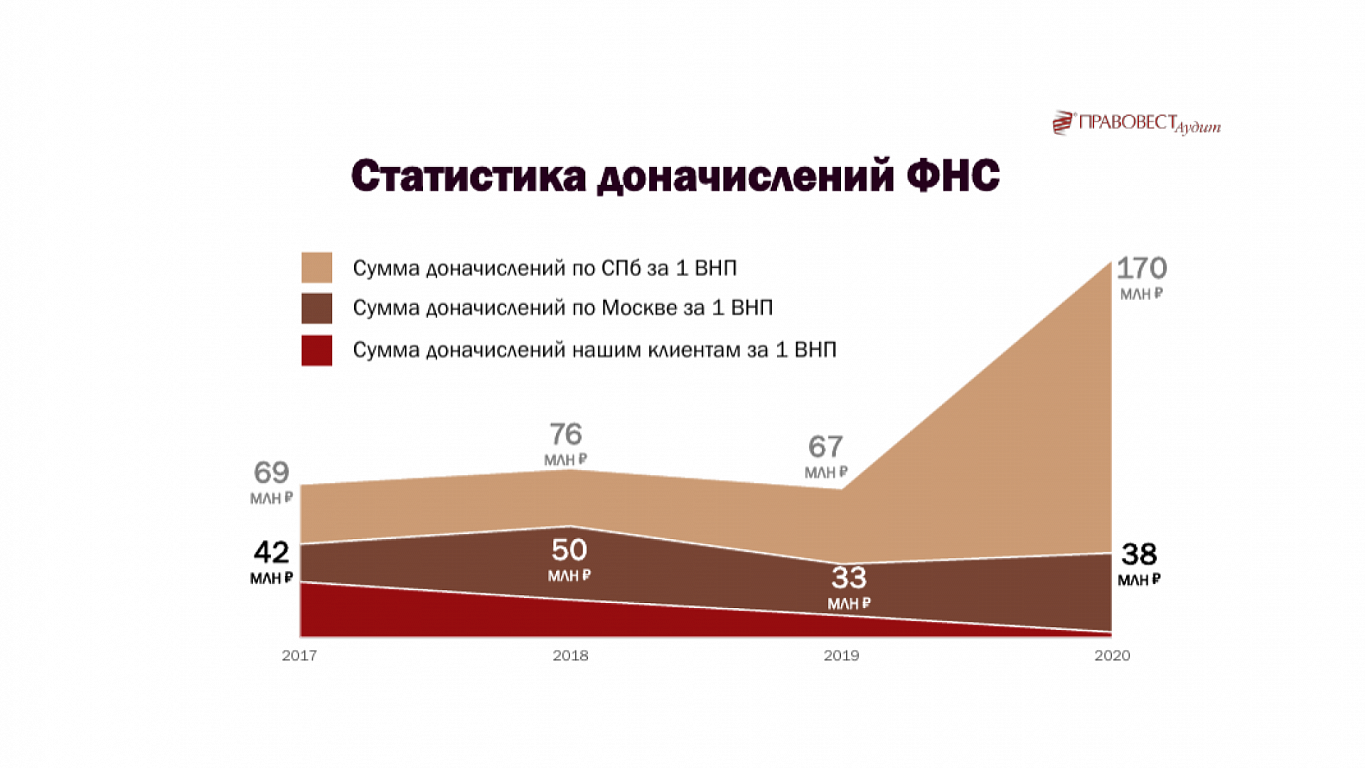 ПРАВОВЕСТ Аудит
Статистика доначислений ФНС
Сумма доначислений по СПб за 1 ВНП
Сумма доначислений по Москве за 1 ВНП
Сумма доначислений нашим клиентам за 1 ВНП
170
МЛН ₽
76
МЛН ₽
67
МЛН ₽
69
МЛН ₽
42
МЛН ₽
50
МЛН ₽
33
МЛН ₽
38
МЛН ₽
2017
2018
2019
2020